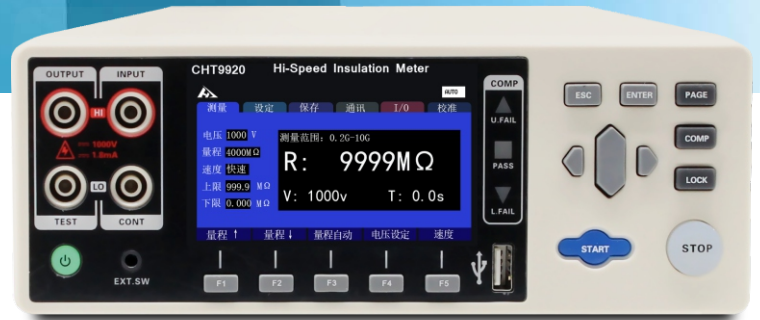 CHT9920 Hi-Speed Insulation Meter
OUTPUT INPUT
HI
1000V
1.8mA
LO
TEST CONT
EXT.SW
AUTO
测量 设定 保存 通讯 I/0 校准
电压 1000 V
量程 4000MΩ
速度 快速
上限 999.9 MΩ
下限 0.000 MΩ
测量范围: 0.2G-10G
R: 9999MΩ
V: 1000v T: 0.0s
量程↑ 量程↓ 量程自动 电压设定 速度
F1 F2 F3 F4 F5
COMP
U.FAIL
PASS
L.FAIL
ESC ENTER PAGE
COMP
LOCK
START STOP